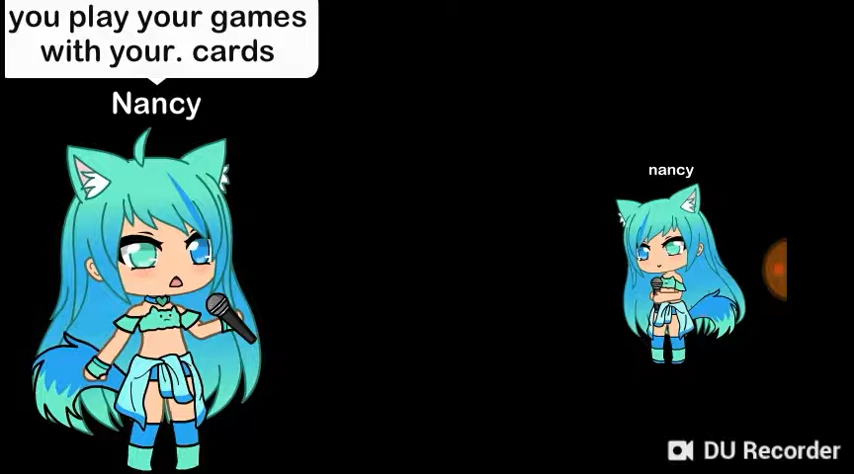 you play your games
with your. cards
Nancy
nancy
DU Recorder